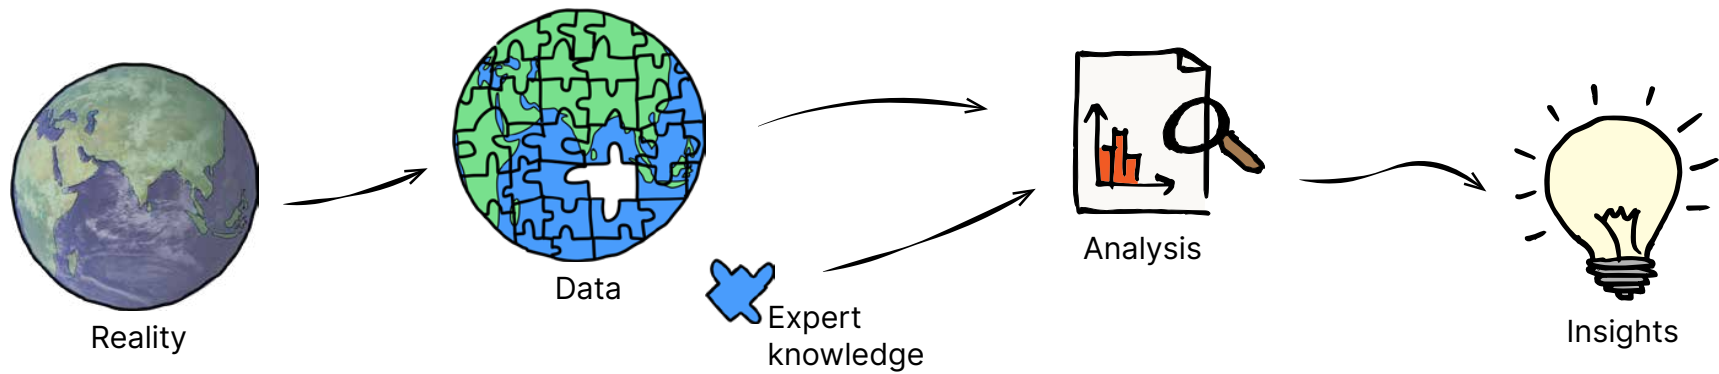 Reality
Data
Expert
knowledge
Analysis
Insights